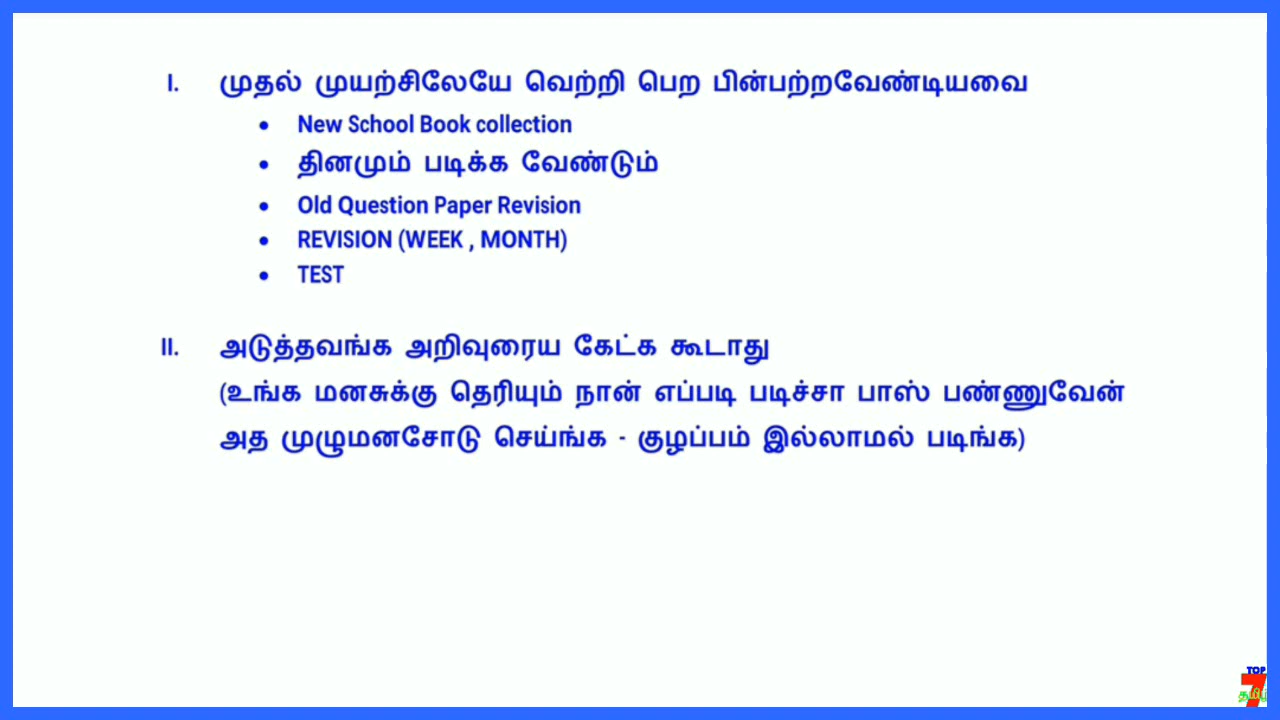 I. முதல் முயற்சிலேயே வெற்றி பெற பின்பற்றவேண்டியவை
• New School Book collection
• தினமும் படிக்க வேண்டும்
• Old Question Paper Revision
• REVISION (WEEK , MONTH)
• TEST
II. அடுத்தவங்க அறிவுரைய கேட்க கூடாது
(உங்க மனசுக்கு தெரியும் நான் எப்படி படிச்சா பாஸ் பண்ணுவேன்
அத முழுமனசோடு செய்ங்க - குழப்பம் இல்லாமல் படிங்க)
TOP
7
தமிழ்